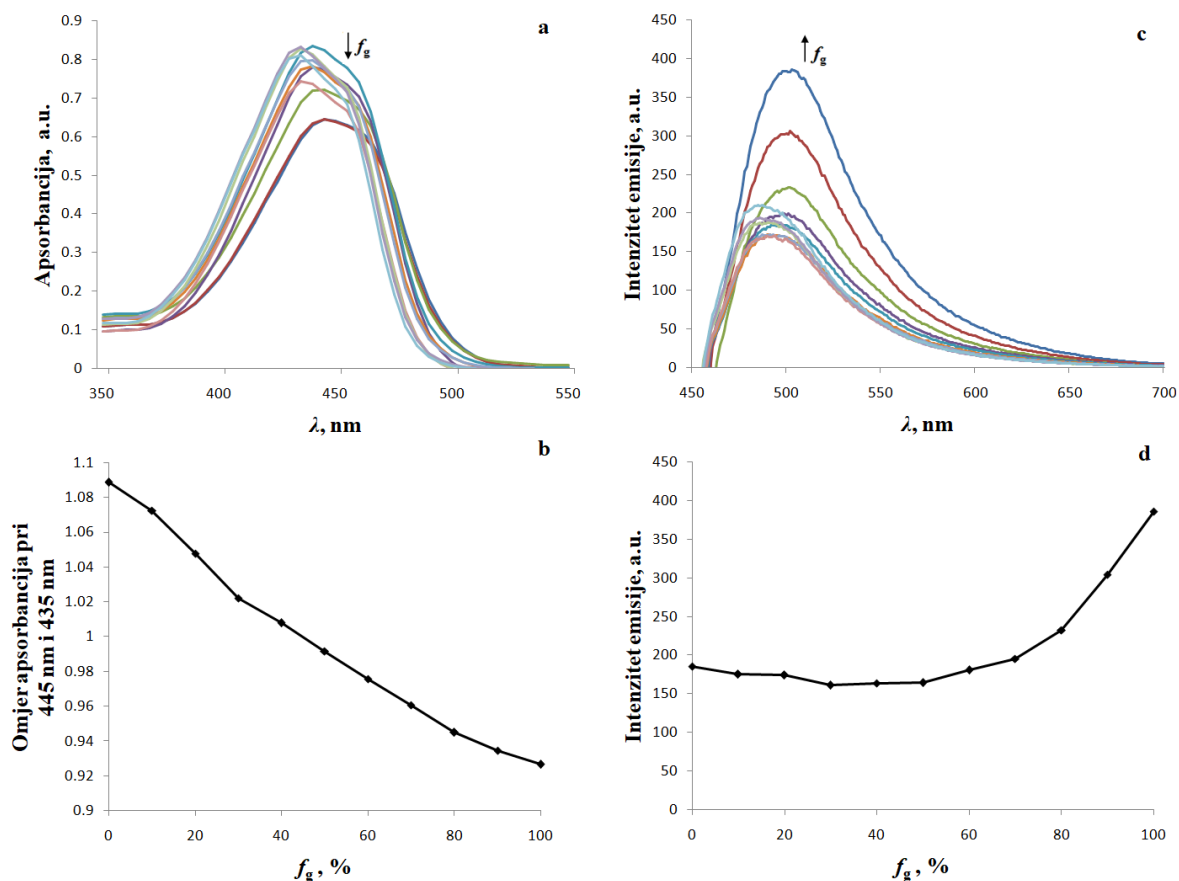 a
Apsorbancija, a.u.
0.9
0.8
0.7
0.6
0.5
0.4
0.3
0.2
0.1
0
fg
350 400 450 500 550
λ, nm
c
Intenzitet emisije, a.u.
450
400
350
300
250
200
150
100
50
0
fg
450 500 550 600 650 700
λ, nm
b
Omjer apsorbancija pri
445 nm i 435 nm
1.1
1.08
1.06
1.04
1.02
1
0.98
0.96
0.94
0.92
0.9
0 20 40 60 80 100
fg , %
d
Intenzitet emisije, a.u.
450
400
350
300
250
200
150
100
50
0
0 20 40 60 80 100
fg , %